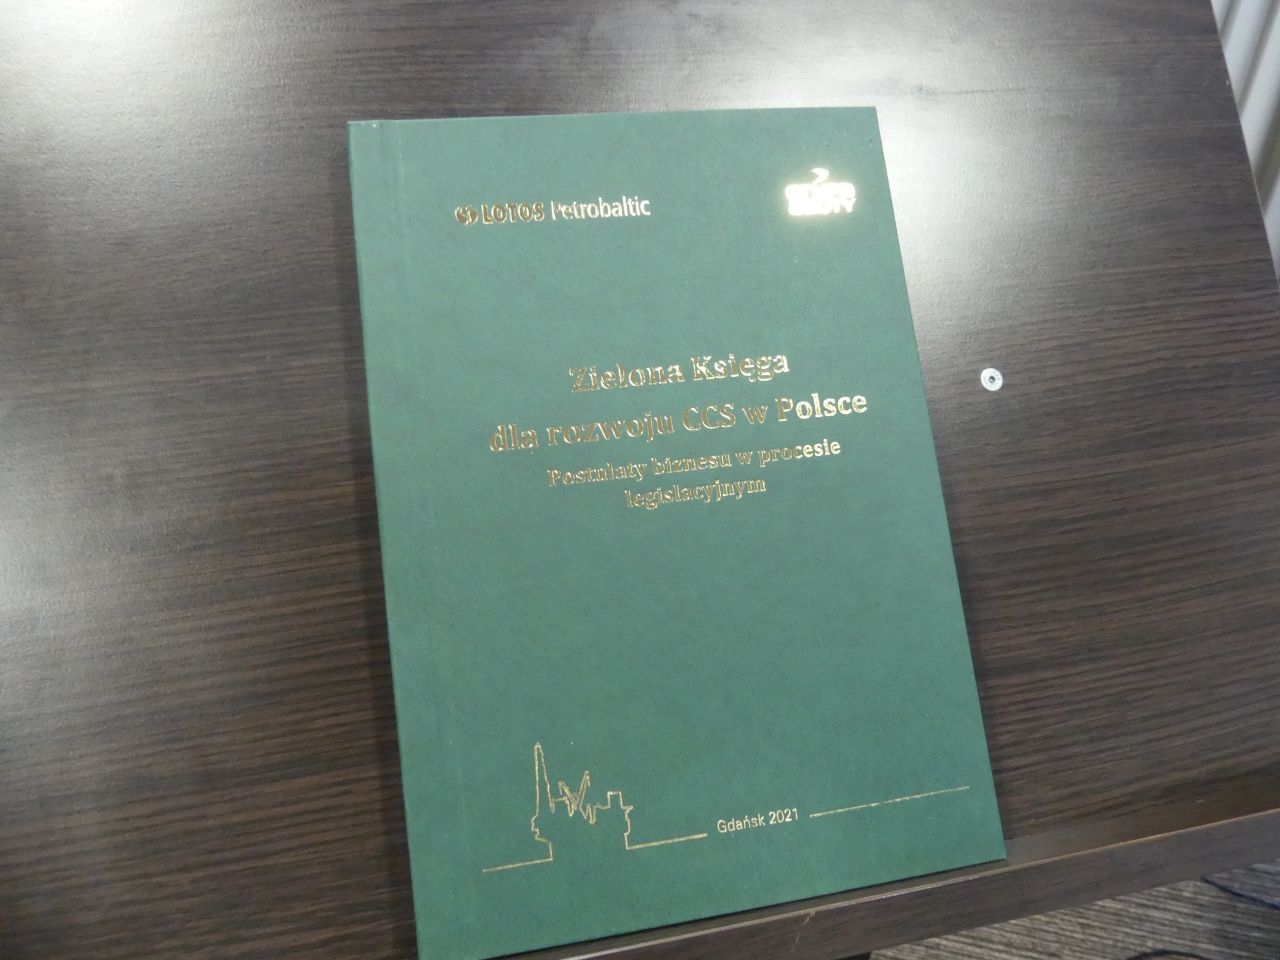 LOTOS Petrobaltic
Zielona Księga
dla rozwoju CCS w Polsce
Postulaty biznesu w procesie
legislacyjnym
Gdańsk 2021